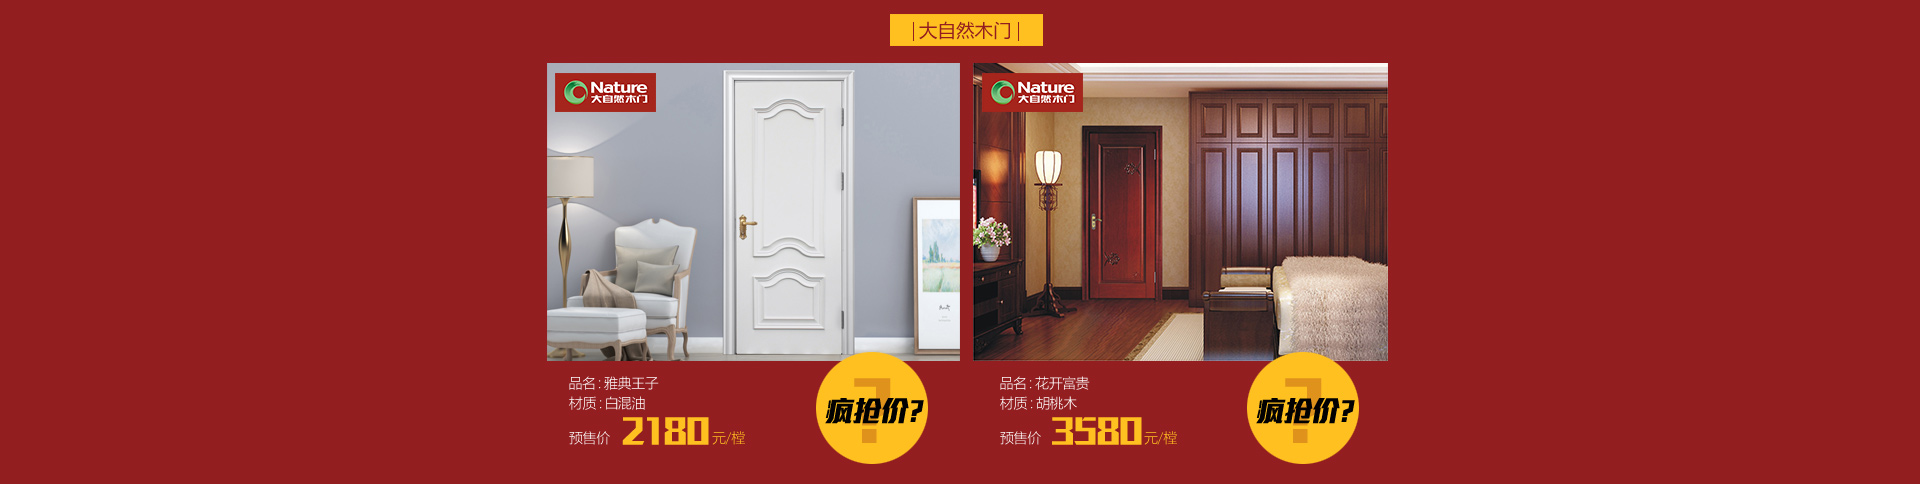 |大自然木门|
Nature
大自然木门
品名:雅典王子
材质:白混油
预售价 2180元/樘
疯抢价?
Nature
大自然木门
品名:花开富贵
材质:胡桃木
预售价 3580元/樘
疯抢价?